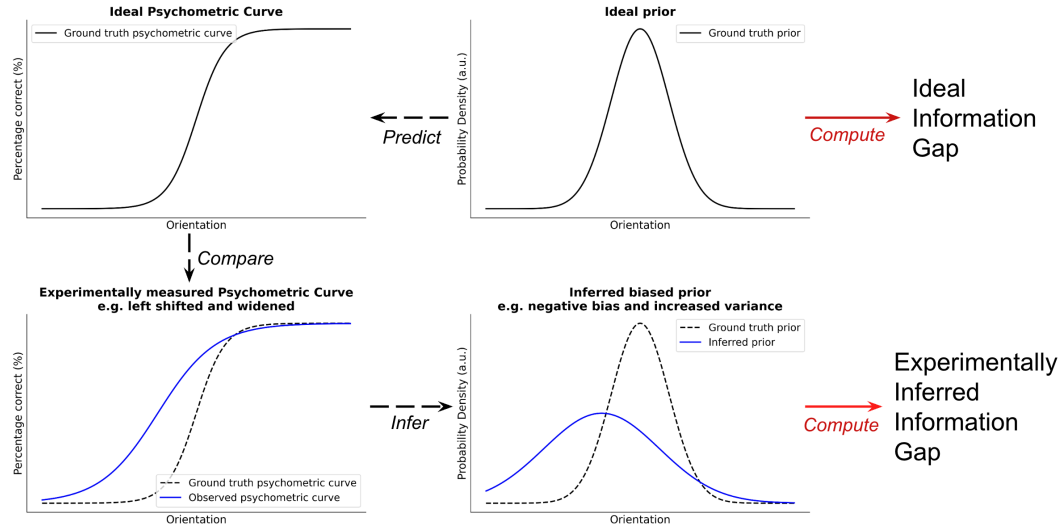 Ideal Psychometric Curve
Ground truth psychometric curve
Percentage correct (%)
Orientation
Predict
Ideal prior
Ground truth prior
Probability Density (a.u.)
Orientation
Compute
Ideal
Information
Gap
Compare
Experimentally measured Psychometric Curve
e.g. left shifted and widened
Percentage correct (%)
Ground truth psychometric curve
Observed psychometric curve
Orientation
Infer
Inferred biased prior
e.g. negative bias and increased variance
Ground truth prior
Inferred prior
Probability Density (a.u.)
Orientation
Compute
Experimentally
Inferred
Information
Gap